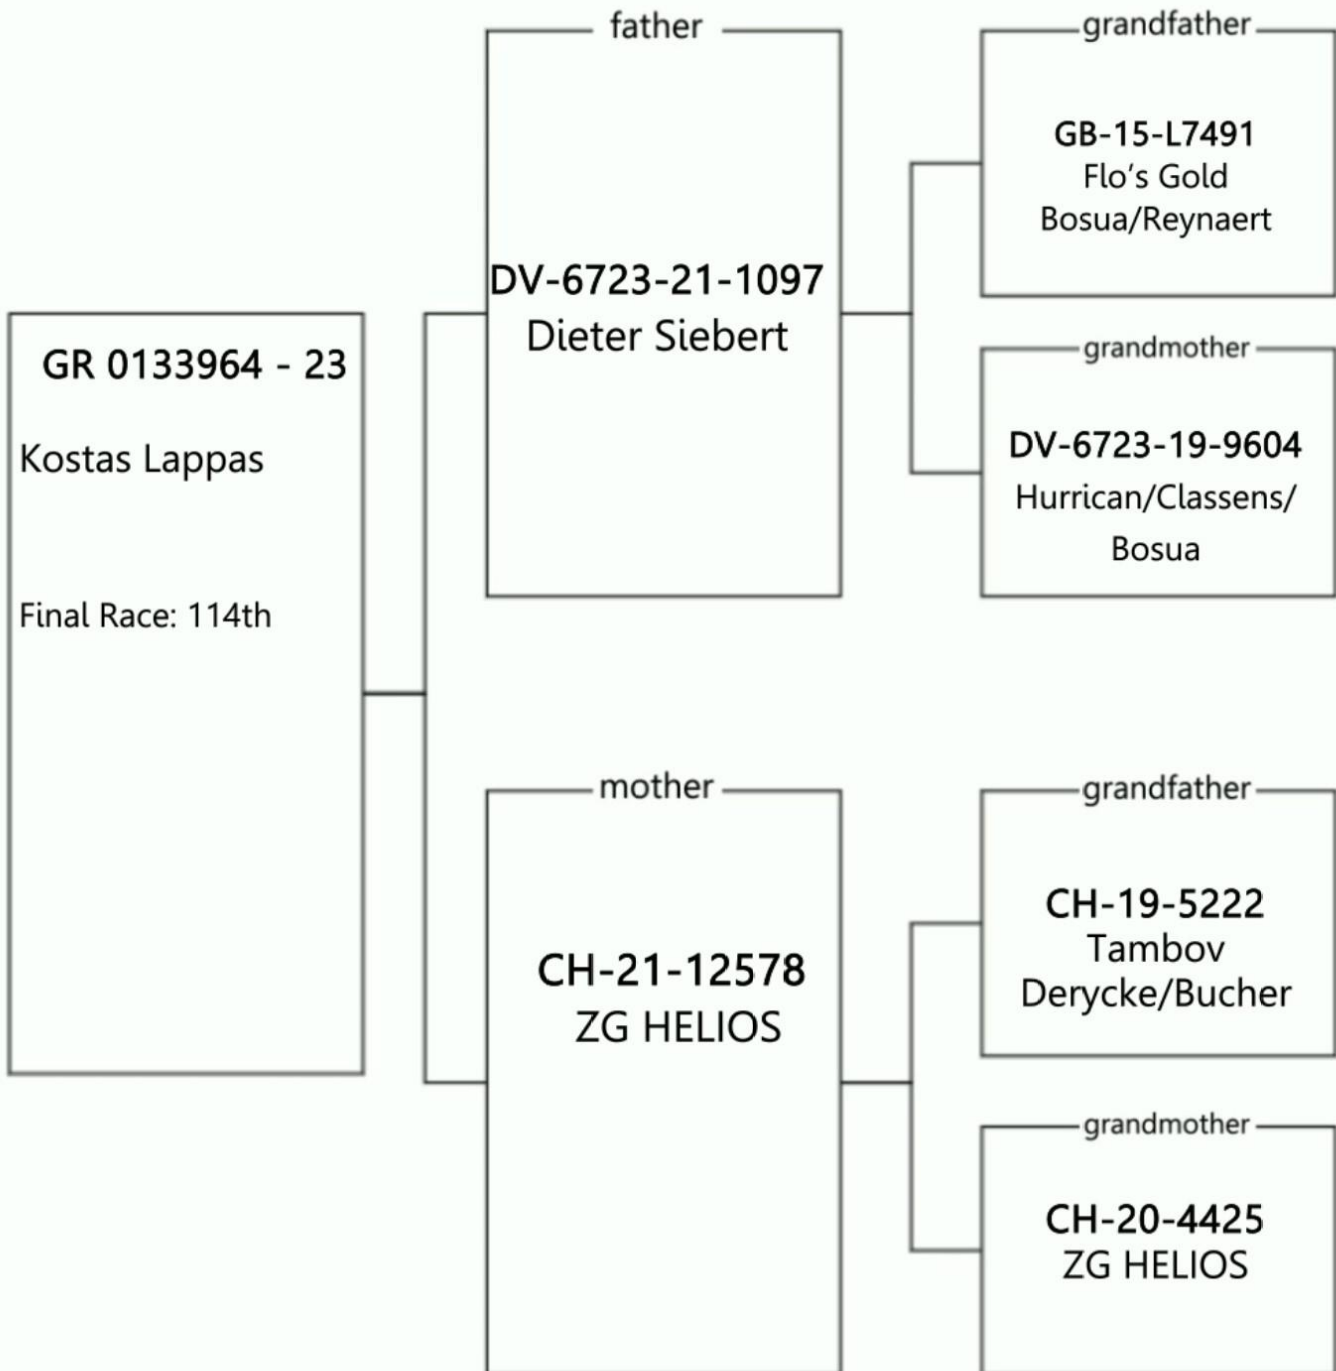 GR 0133964 - 23
Kostas Lappas
Final Race: 114th
father
DV-6723-21-1097
Dieter Siebert
mother
CH-21-12578
ZG HELIOS
grandfather
GB-15-L7491
Flo's Gold
Bosua/Reynaert
grandmother
DV-6723-19-9604
Hurrican/Classens/
Bosua
grandfather
CH-19-5222
Tambov
Derycke/Bucher
grandmother
CH-20-4425
ZG HELIOS